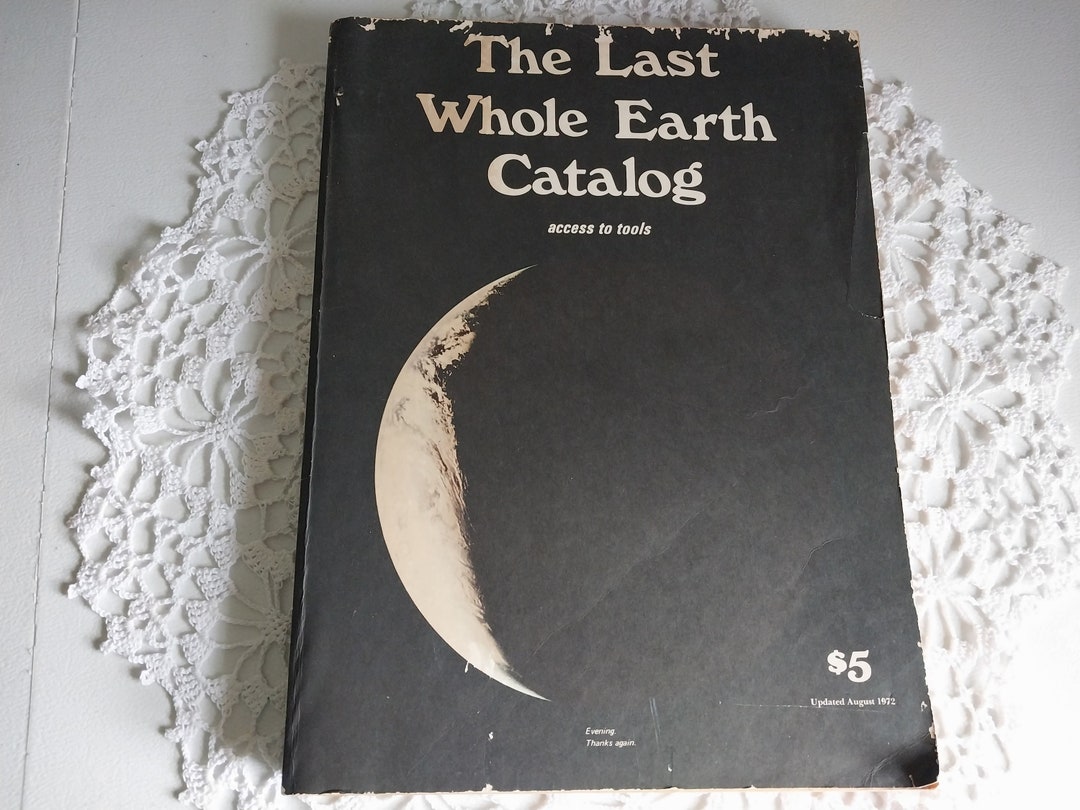 The Last
Whole Earth
Catalog
access to tools
$5
Updated August 1972
Evening.
Thanks again.